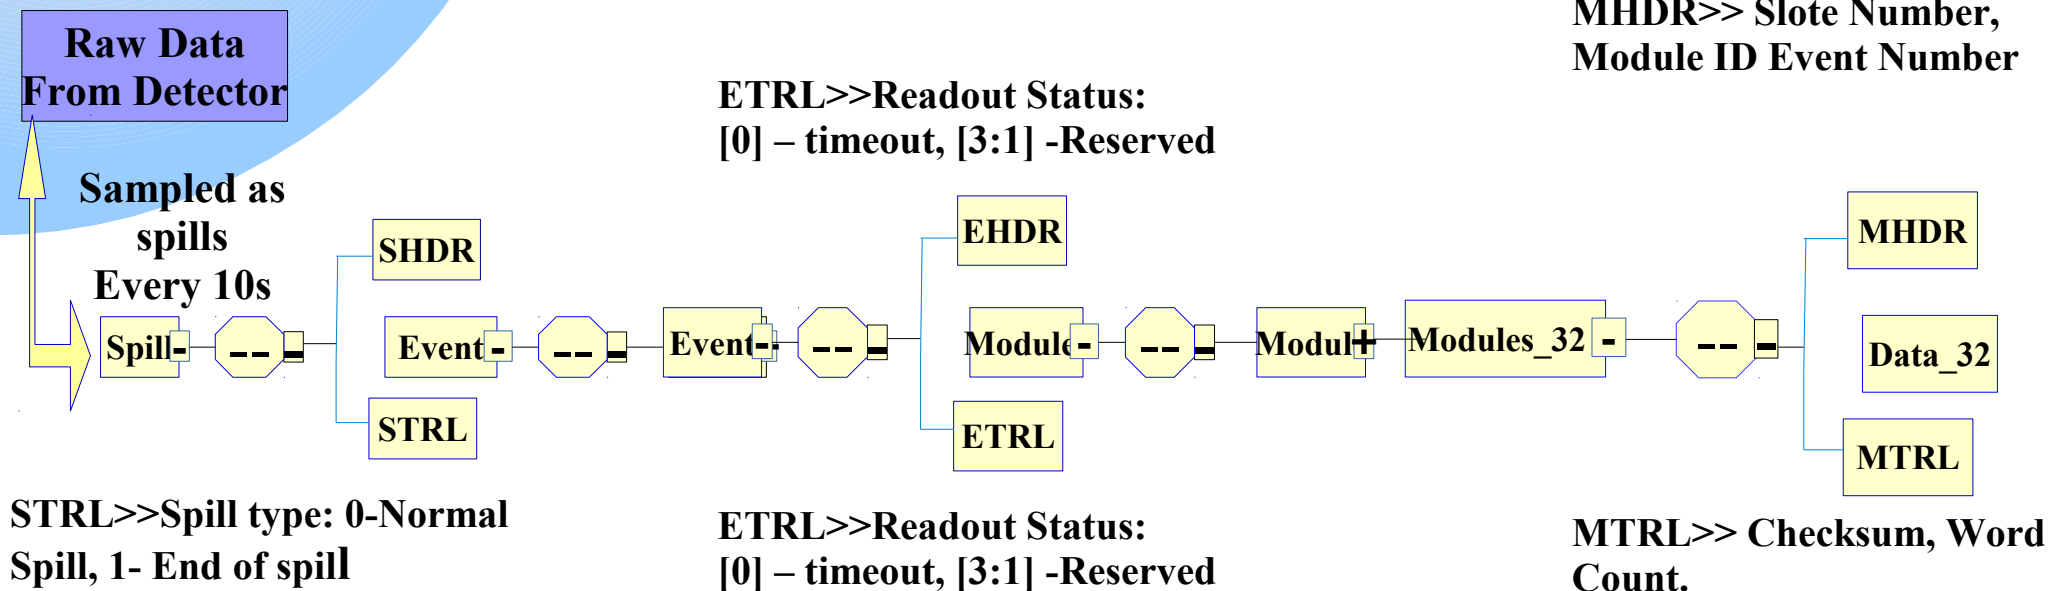 MHDR>> Slote Number,
Module ID Event Number
Raw Data
From Detector
ETRL>>Readout Status:
[0] – timeout, [3:1] -Reserved
Sampled as
spills
Every 10s
SHDR
EHDR
MHDR
Spill-
-- -
Event -
-- -
Event-
-- -
Module-
-- -
Modul+
Modules_32 -
-- -
Data_32
STRL
ETRL
MTRL
STRL>>Spill type: 0-Normal
Spill, 1- End of spill
ETRL>>Readout Status:
[0] – timeout, [3:1] -Reserved
MTRL>> Checksum, Word
Count.